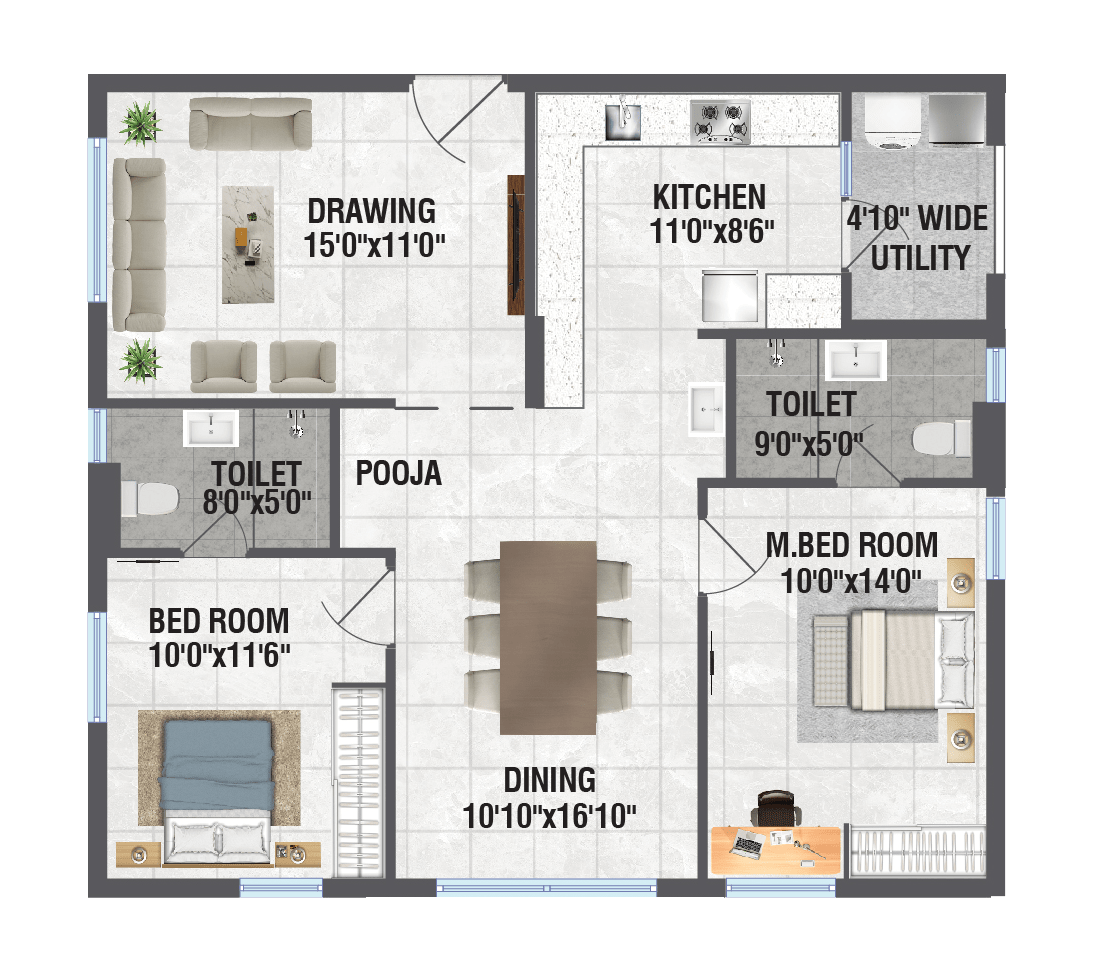 DRAWING
15'0"x11'0"
KITCHEN
11'0"x8'6"
4'10" WIDE
UTILITY
TOILET
9'0"x5'0"
TOILET
8'0"x5'0"
POOJA
M.BED ROOM
10'0"x14'0"
BED ROOM
10'0"x11'6"
DINING
10'10"x16'10"